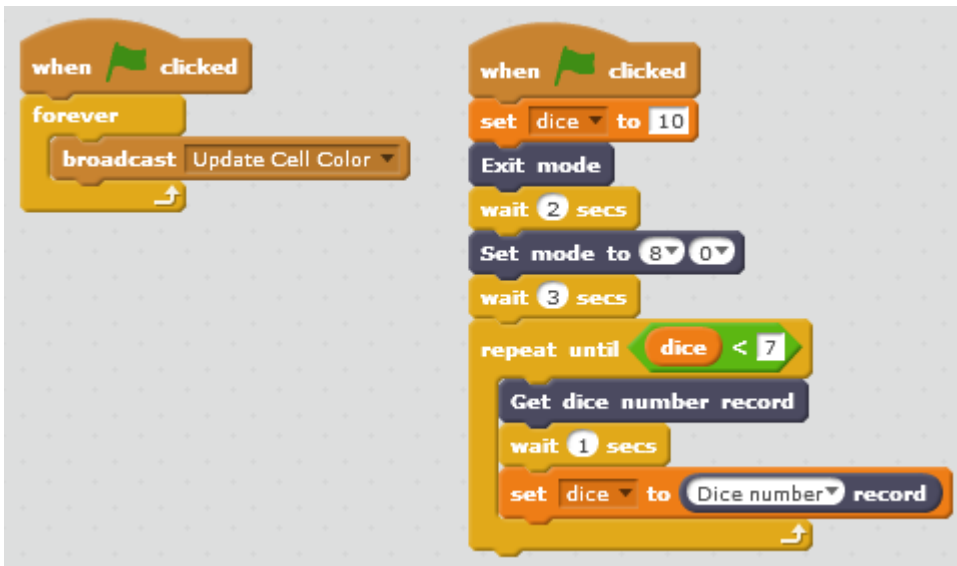 when clicked
forever
broadcast Update Cell Color
when clicked
set dice to 10
Exit mode
wait 2 secs
Set mode to 8 0
wait 3 secs
repeat until dice < 7
Get dice number record
wait 1 secs
set dice to Dice number record